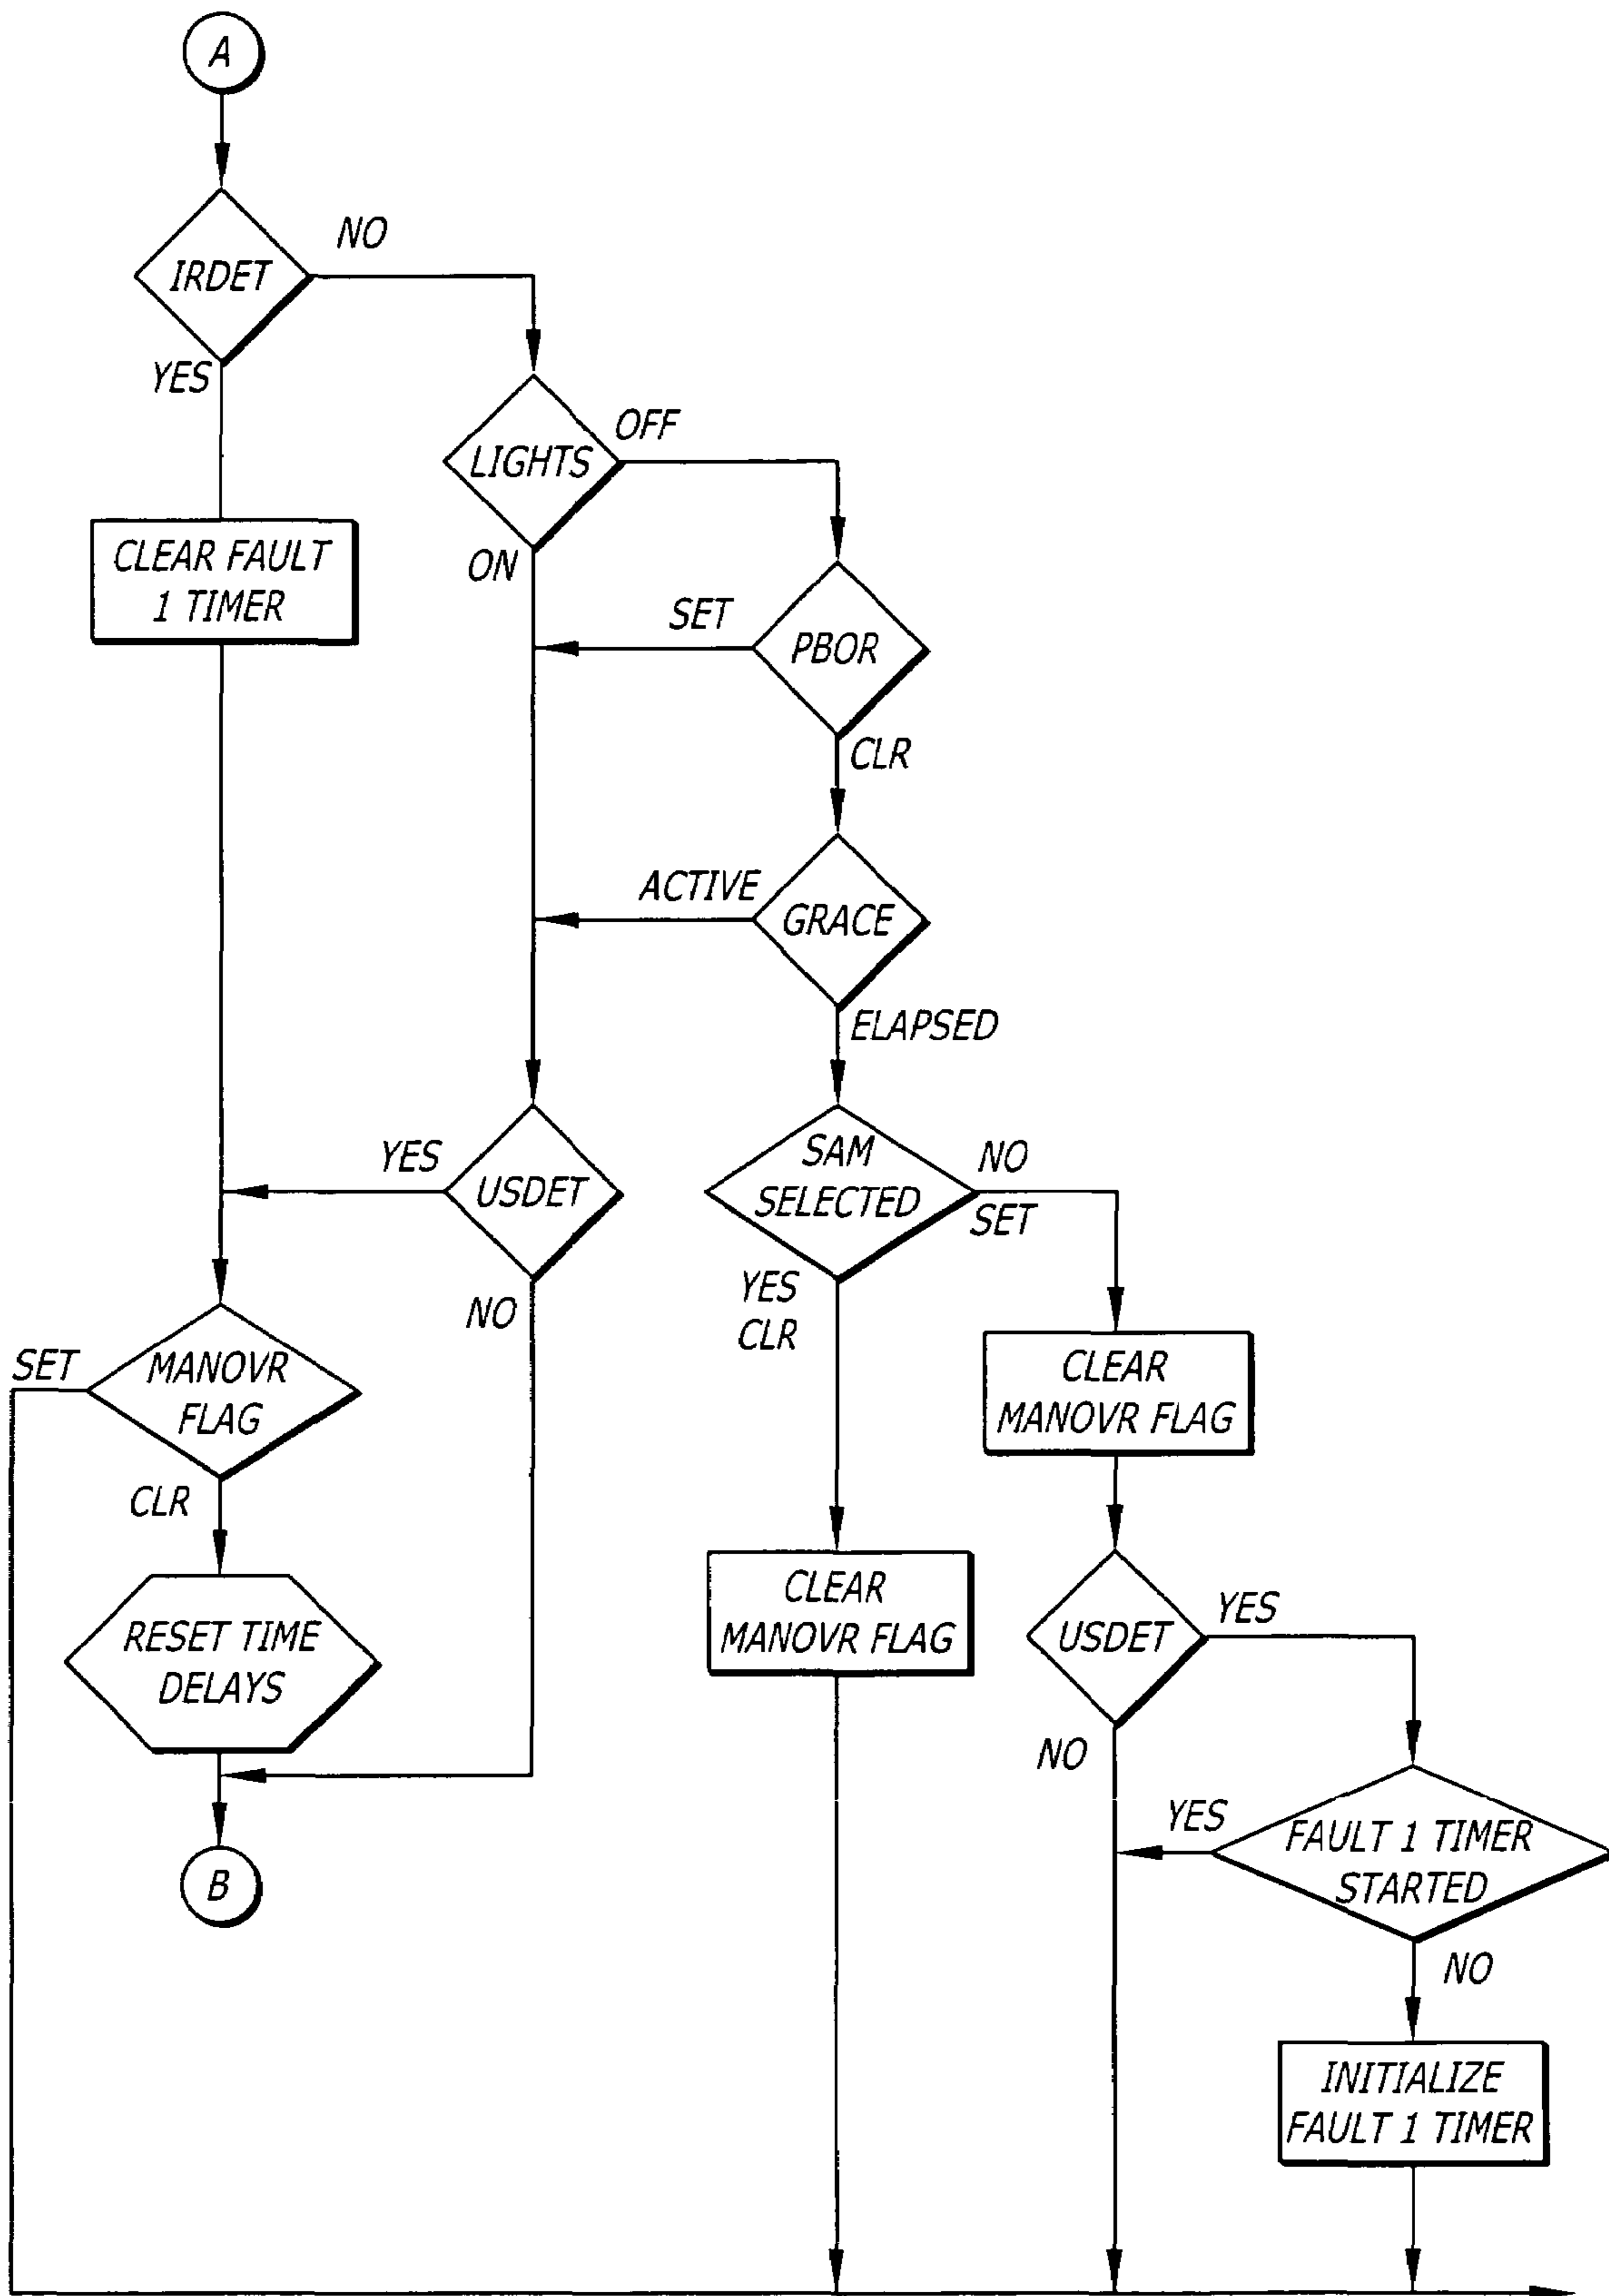 A
NO
IRDET
YES
OFF
LIGHTS
ON
CLEAR FAULT
1 TIMER
SET
PBOR
CLR
ACTIVE
GRACE
ELAPSED
YES
USDET
NO
SAM
SELECTED
NO
SET
YES
CLR
SET
MANOVR
FLAG
CLR
CLEAR
MANOVR FLAG
CLEAR
MANOVR FLAG
RESET TIME
DELAYS
USDET
YES
NO
B
YES
FAULT 1 TIMER
STARTED
NO
INITIALIZE
FAULT 1 TIMER